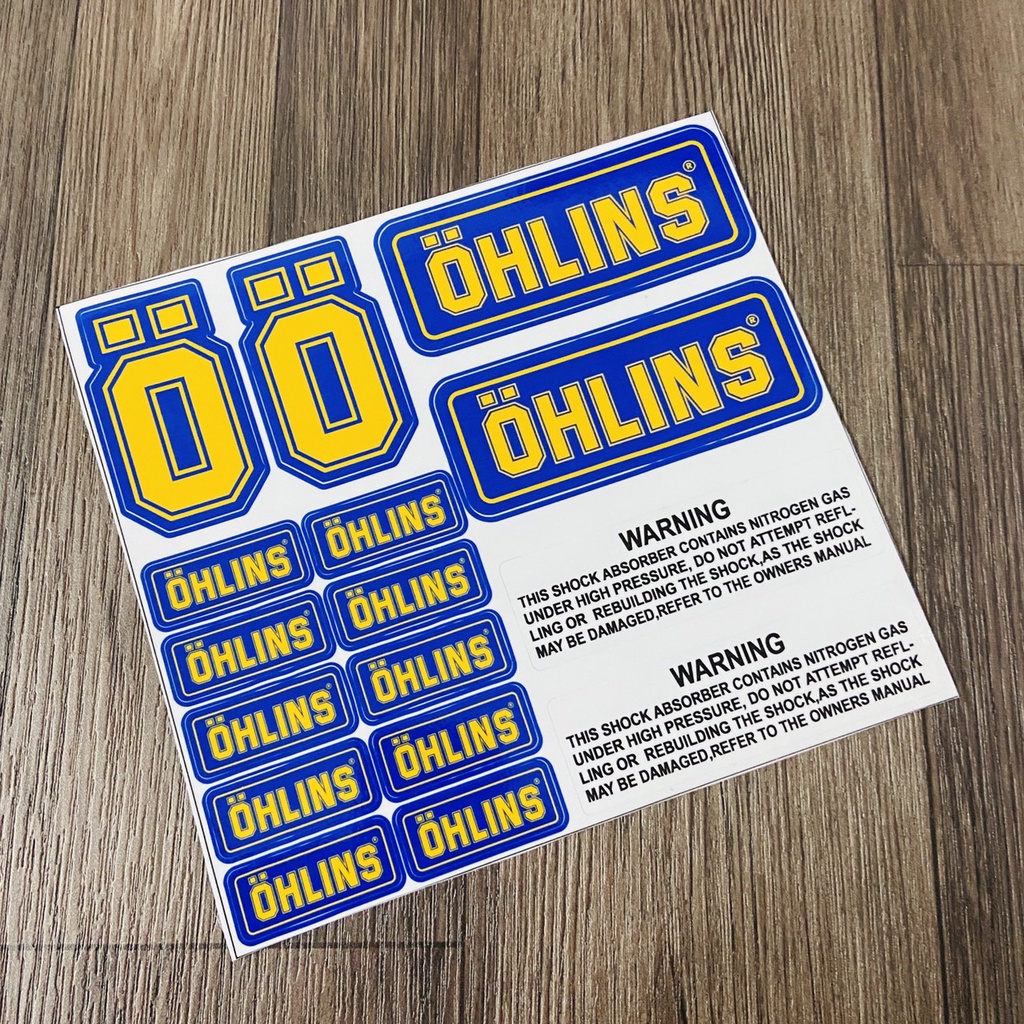 Ö Ö
ÖHLINS®
ÖHLINS®
ÖHLINS®
ÖHLINS®
ÖHLINS®
ÖHLINS®
ÖHLINS®
ÖHLINS®
ÖHLINS®
ÖHLINS®
ÖHLINS®
ÖHLINS®
WARNING
THIS SHOCK ABSORBER CONTAINS NITROGEN GAS
UNDER HIGH PRESSURE, DO NOT ATTEMPT REFL-
LING OR REBUILDING THE SHOCK,AS THE SHOCK
MAY BE DAMAGED,REFER TO THE OWNERS MANUAL
WARNING
THIS SHOCK ABSORBER CONTAINS NITROGEN GAS
UNDER HIGH PRESSURE, DO NOT ATTEMPT REFL-
LING OR REBUILDING THE SHOCK,AS THE SHOCK
MAY BE DAMAGED,REFER TO THE OWNERS MANUAL